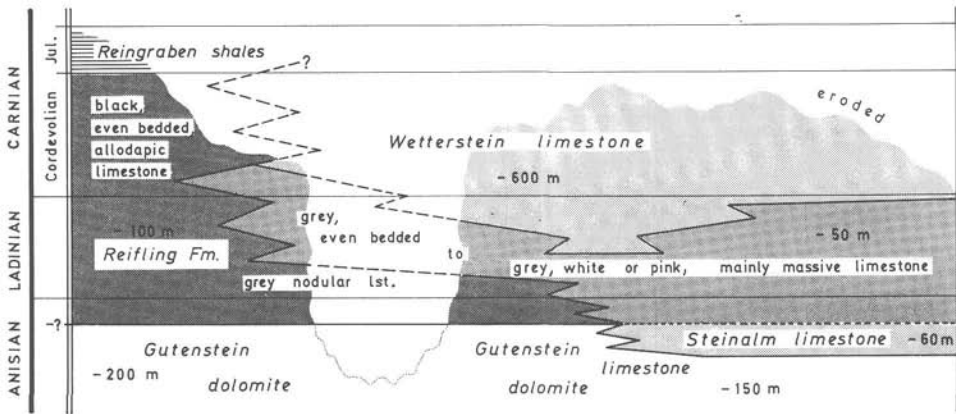 CARNIAN
LADINIAN
ANISIAN
Jul.
Cordevolian
-?
Reingraben shales
?
black,
even bedded,
allodapic
limestone
Wetterstein limestone
eroded
- 600 m
grey,
even bedded
to
- 100 m
Reifling Fm.
grey nodular lst.
- 50 m
grey, white or pink, mainly massive limestone
Gutenstein
dolomite
- 200 m
Gutenstein
dolomite
limestone
Steinalm limestone - 60 m
- 150 m